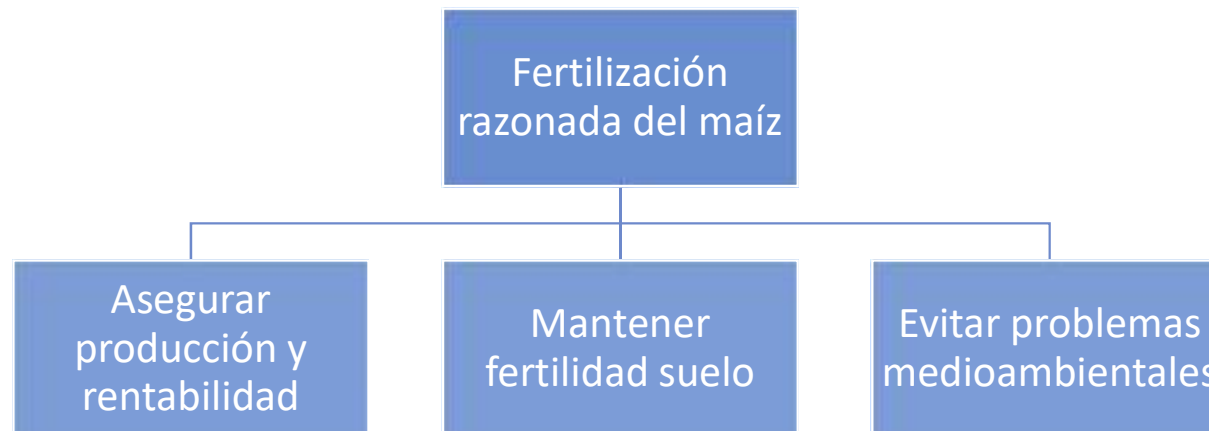 Fertilización
razonada del maíz
Asegurar
producción y
rentabilidad
Mantener
fertilidad suelo
Evitar problemas
medioambientales